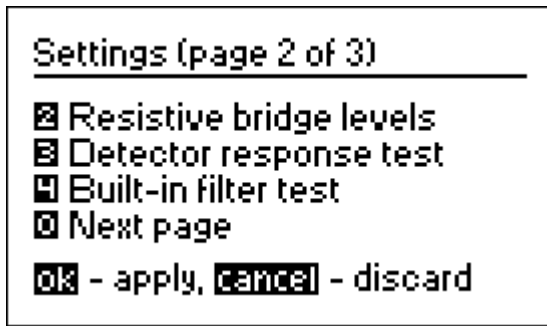 Settings (page 2 of 3)
2 Resistive bridge levels
3 Detector response test
4 Built-in filter test
0 Next page
ok - apply, cancel - discard